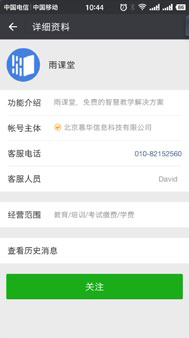 中国电信 中国移动
10:44
详细资料
雨课堂
功能介绍 雨课堂，免费的智慧教学解决方案
帐号主体 北京慕华信息科技有限公司
客服电话 010-82152560
客服人员 David
经营范围 教育/培训/考试缴费/学费
查看历史消息
关注